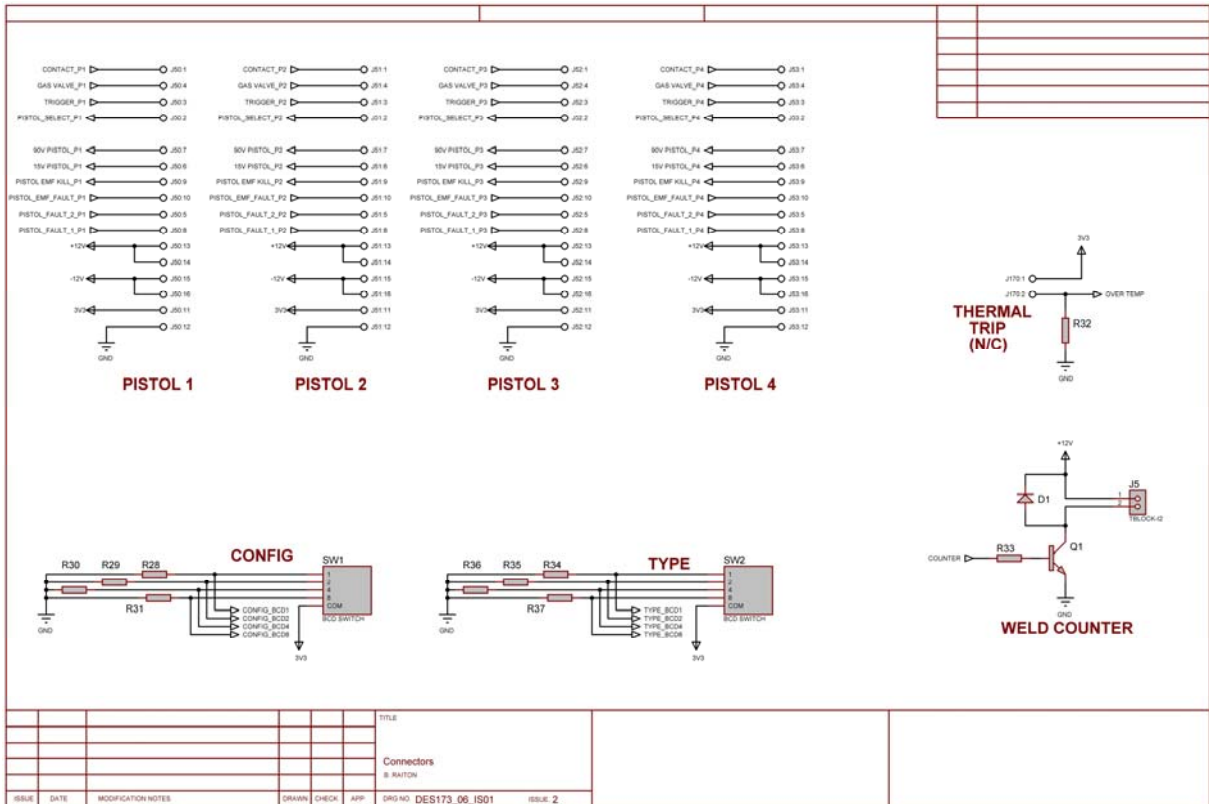 CONTACT_P1 J50:1
GAS VALVE_P1 J50:4
TRIGGER_P1 J50:3
PISTOL_SELECT_P1 J50:2
90V PISTOL_P1 J50:7
15V PISTOL_P1 J50:6
PISTOL EMF KILL_P1 J50:9
PISTOL_EMF_FAULT_P1 J50:10
PISTOL_FAULT_2_P1 J50:5
PISTOL_FAULT_1_P1 J50:8
+12V J50:13
J50:14
-12V J50:15
J50:16
3V3 J50:11
J50:12
GND
PISTOL 1
CONTACT_P2 J51:1
GAS VALVE_P2 J51:4
TRIGGER_P2 J51:3
PISTOL_SELECT_P2 J51:2
90V PISTOL_P2 J51:7
15V PISTOL_P2 J51:6
PISTOL EMF KILL_P2 J51:9
PISTOL_EMF_FAULT_P2 J51:10
PISTOL_FAULT_2_P2 J51:5
PISTOL_FAULT_1_P2 J51:8
+12V J51:13
J51:14
-12V J51:15
J51:16
3V3 J51:11
J51:12
GND
PISTOL 2
CONTACT_P3 J52:1
GAS VALVE_P3 J52:4
TRIGGER_P3 J52:3
PISTOL_SELECT_P3 J52:2
90V PISTOL_P3 J52:7
15V PISTOL_P3 J52:6
PISTOL EMF KILL_P3 J52:9
PISTOL_EMF_FAULT_P3 J52:10
PISTOL_FAULT_2_P3 J52:5
PISTOL_FAULT_1_P3 J52:8
+12V J52:13
J52:14
-12V J52:15
J52:16
3V3 J52:11
J52:12
GND
PISTOL 3
CONTACT_P4 J53:1
GAS VALVE_P4 J53:4
TRIGGER_P4 J53:3
PISTOL_SELECT_P4 J53:2
90V PISTOL_P4 J53:7
15V PISTOL_P4 J53:6
PISTOL EMF KILL_P4 J53:9
PISTOL_EMF_FAULT_P4 J53:10
PISTOL_FAULT_2_P4 J53:5
PISTOL_FAULT_1_P4 J53:8
+12V J53:13
J53:14
-12V J53:15
J53:16
3V3 J53:11
J53:12
GND
PISTOL 4
3V3
J170:1
J170:2 OVER TEMP
THERMAL
TRIP
(N/C)
R32
GND
CONFIG
R30 R29 R28 SW1
1
2
4
8
COM
R31
BCD SWITCH
CONFIG_BCD1
CONFIG_BCD2
CONFIG_BCD4
CONFIG_BCD8
GND
3V3
TYPE
R36 R35 R34 SW2
1
2
4
8
COM
R37
BCD SWITCH
TYPE_BCD1
TYPE_BCD2
TYPE_BCD4
TYPE_BCD8
GND
3V3
+12V
D1
J5
1
2
TBLOCK-I2
COUNTER R33 Q1
GND
WELD COUNTER
TITLE
Connectors
B. RAITON
ISSUE DATE MODIFICATION NOTES DRAWN CHECK APP DRG NO. DES173_06_IS01 ISSUE: 2